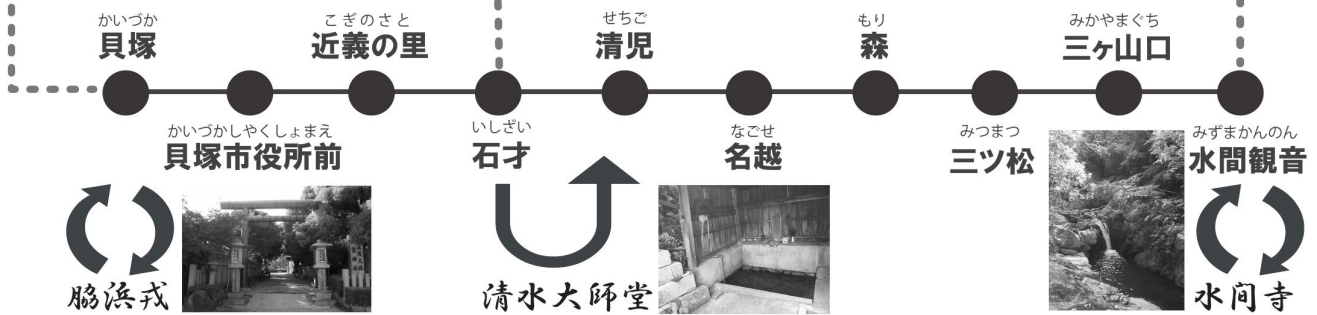 かいづか
貝塚
こぎのさと
近義の里
せちご
清児
もり
森
みかやまぐち
三ヶ山口
かいづかしやくしょまえ
貝塚市役所前
いしざい
石才
なごせ
名越
みつまつ
三ツ松
みずまかんのん
水間観音
脇浜戎
清水大師堂
水间寺